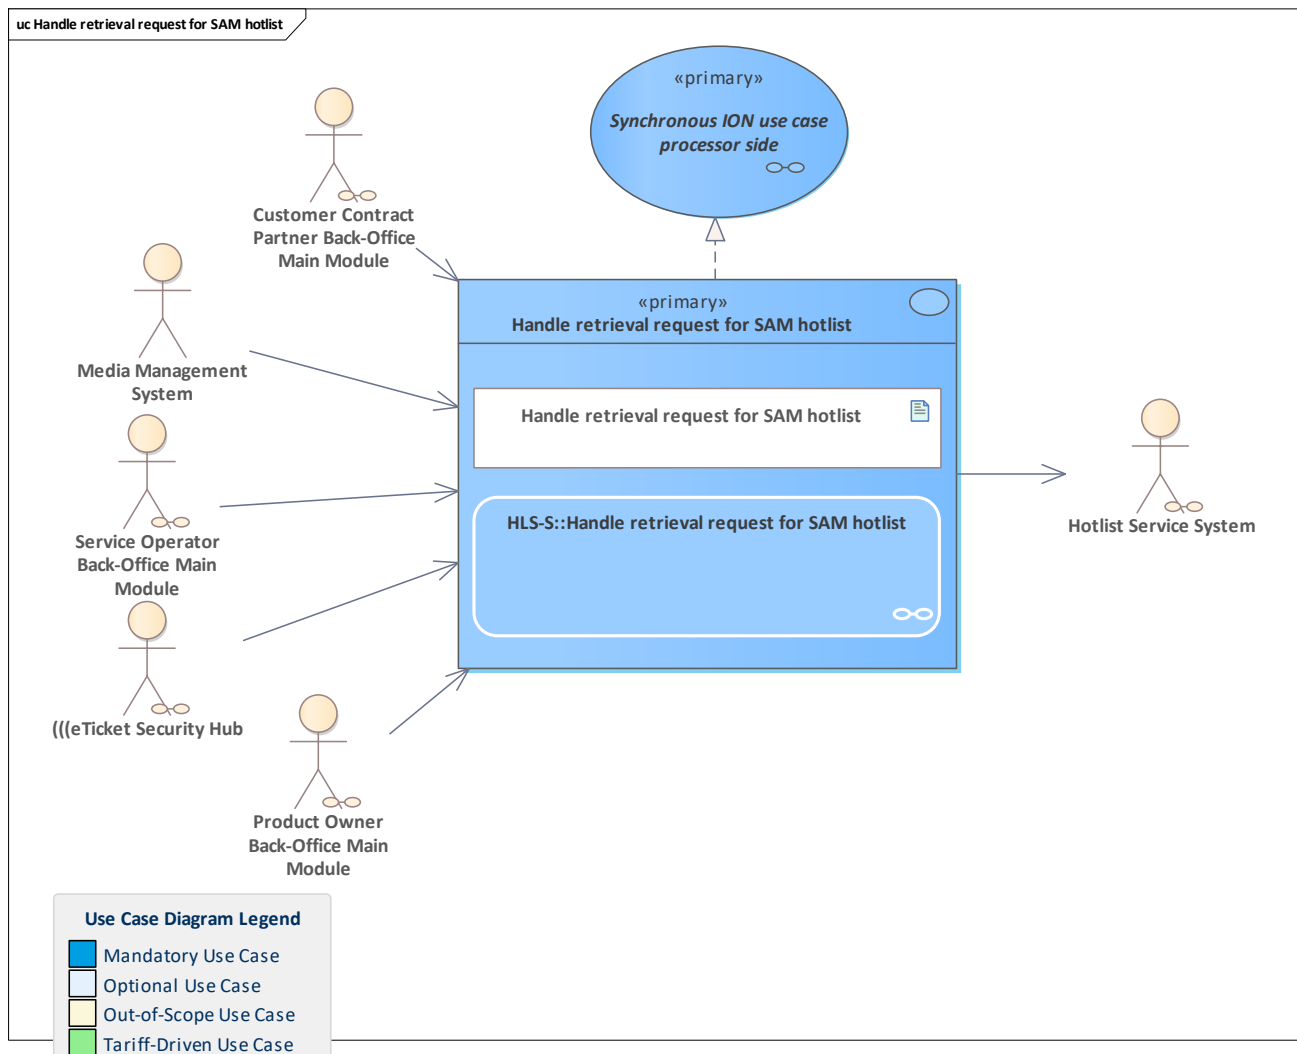 uc Handle retrieval request for SAM hotlist
«primary»
Synchronous ION use case
processor side
Customer Contract
Partner Back-Office
Main Module
«primary»
Handle retrieval request for SAM hotlist
Media Management
System
Handle retrieval request for SAM hotlist
HLS-S::Handle retrieval request for SAM hotlist
Hotlist Service System
Service Operator
Back-Office Main
Module
(((eTicket Security Hub
Product Owner
Back-Office Main
Module
Use Case Diagram Legend
Mandatory Use Case
Optional Use Case
Out-of-Scope Use Case
Tariff-Driven Use Case